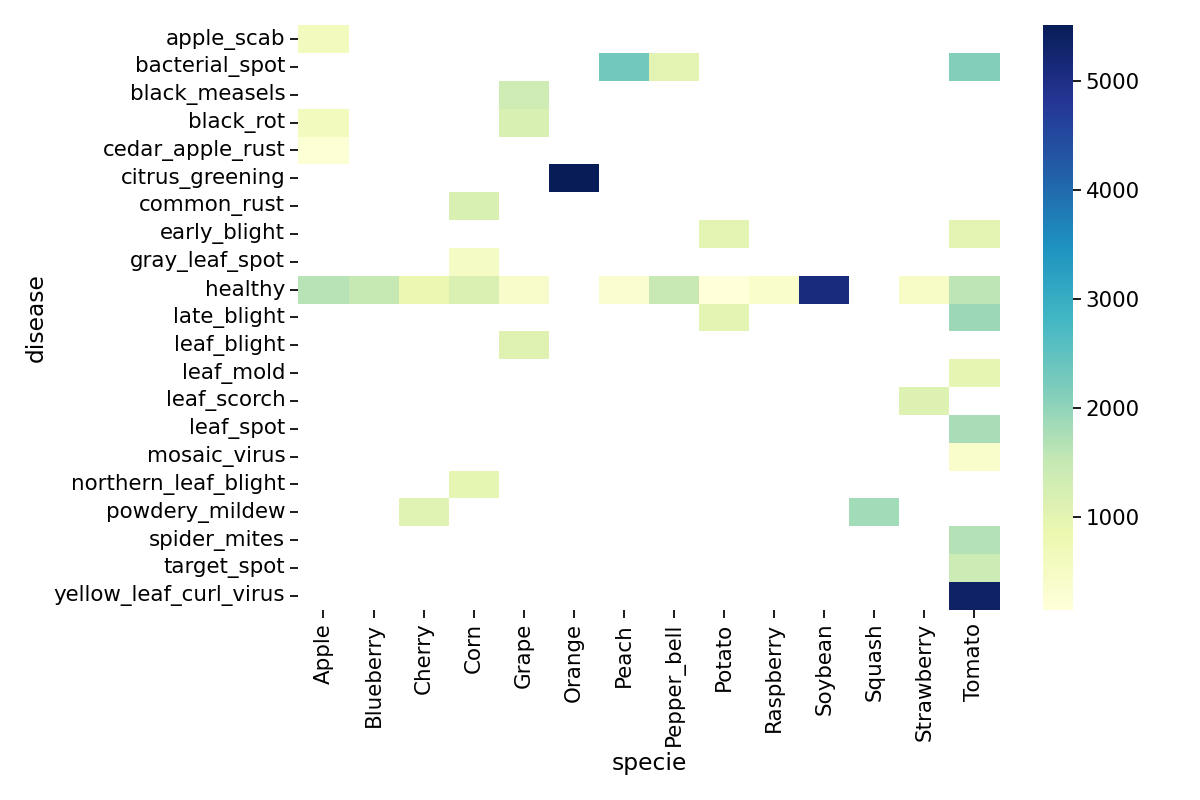 apple_scab
bacterial_spot
black_measels
black_rot
cedar_apple_rust
citrus_greening
common_rust
early_blight
gray_leaf_spot
healthy
late_blight
leaf_blight
leaf_mold
leaf_scorch
leaf_spot
mosaic_virus
northern_leaf_blight
powdery_mildew
spider_mites
target_spot
yellow_leaf_curl_virus
disease
Apple
Blueberry
Cherry
Corn
Grape
Orange
Peach
Pepper_bell
Potato
Raspberry
Soybean
Squash
Strawberry
Tomato
specie
5000
4000
3000
2000
1000